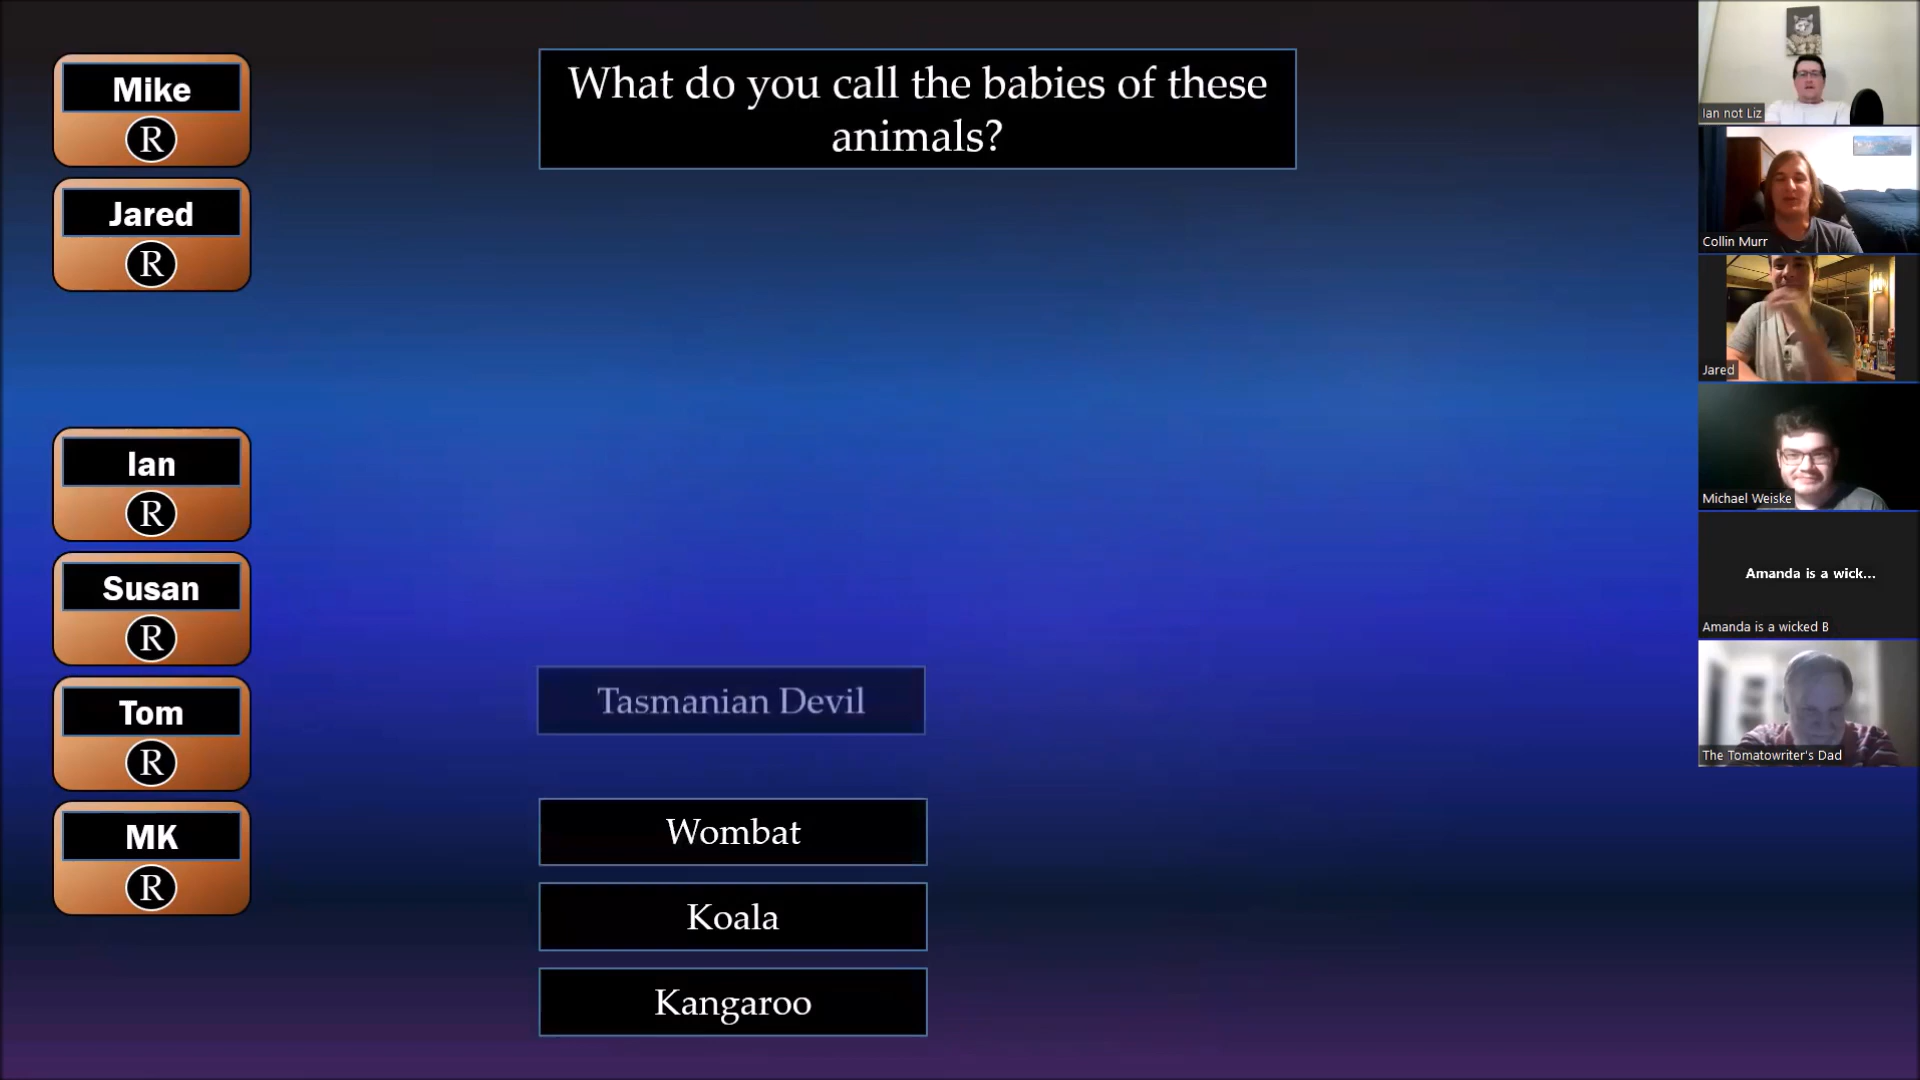 Mike
R
Jared
R
Ian
R
Susan
R
Tom
R
MK
R
What do you call the babies of these
animals?
Tasmanian Devil
Wombat
Koala
Kangaroo
Ian not Liz
Collin Murr
Jared
Michael Weiske
Amanda is a wick...
Amanda is a wicked B
The Tomatowriter's Dad